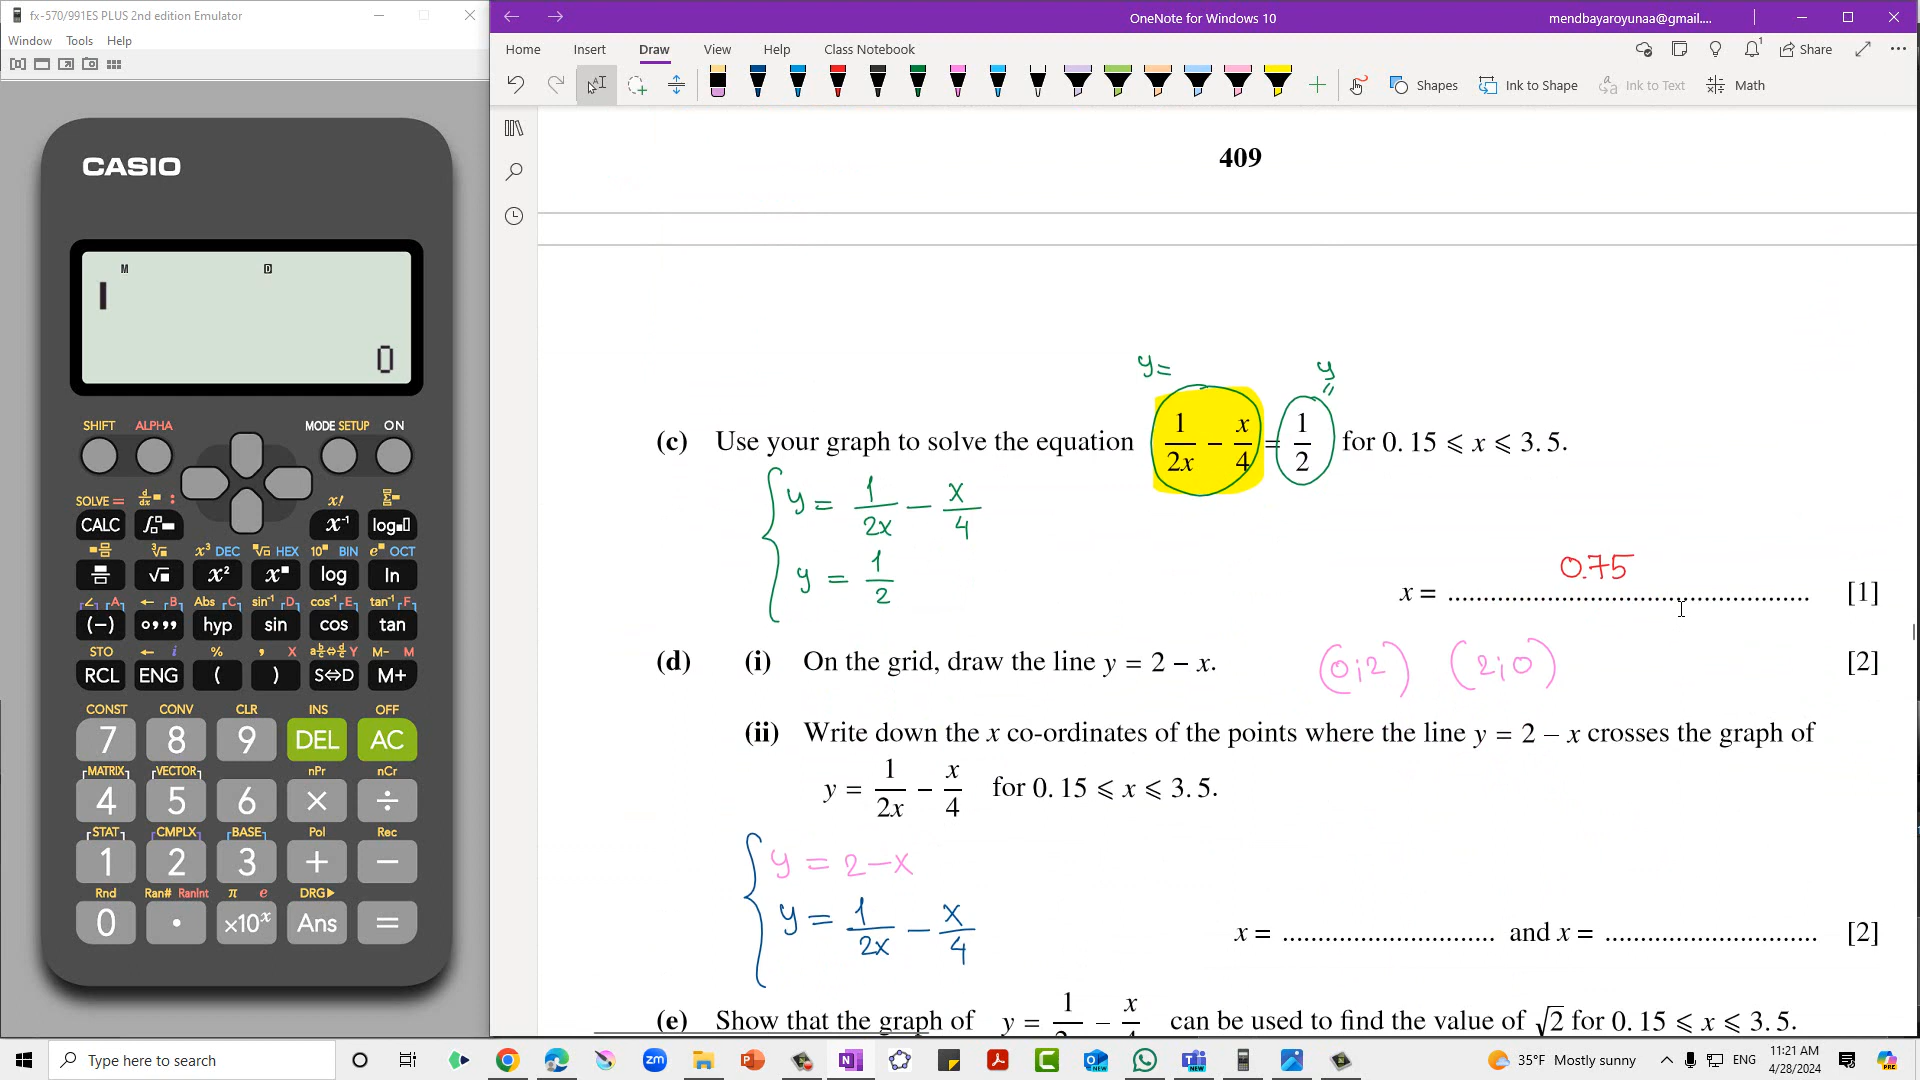 fx-570/991ES PLUS 2nd edition Emulator
Window Tools Help
CASIO
M D
0
SHIFT ALPHA MODE SETUP ON
SOLVE = d/dx : x! Σ
CALC ∫ x⁻¹ log
³√ x³ DEC ⁿ√ HEX 10ⁿ BIN eⁿ OCT
√ x² xⁿ log ln
∠ A ← B Abs C sin⁻¹ D cos⁻¹ E tan⁻¹ F
(−) °,,, hyp sin cos tan
STO ← i % , X a b/c⇔d/c Y M− M
RCL ENG ( ) S⇔D M+
CONST CONV CLR INS OFF
7 8 9 DEL AC
MATRIX VECTOR nPr nCr
4 5 6 × ÷
STAT CMPLX BASE Pol Rec
1 2 3 + −
Rnd Ran# RanInt π e DRG▶
0 . ×10ˣ Ans =
OneNote for Windows 10
mendbayaroyunaa@gmail....
Home Insert Draw View Help Class Notebook
Share
Shapes Ink to Shape Ink to Text Math
409
y= y
=
(c) Use your graph to solve the equation 1/2x − x/4 = 1/2 for 0.15 ⩽ x ⩽ 3.5.
y = 1/2x − x/4
y = 1/2
0.75
x = .................................................... [1]
(d) (i) On the grid, draw the line y = 2 − x. (0;2) (2;0) [2]
(ii) Write down the x co-ordinates of the points where the line y = 2 − x crosses the graph of
y = 1/2x − x/4 for 0.15 ⩽ x ⩽ 3.5.
y = 2−x
y = 1/2x − x/4
x = .............................. and x = .............................. [2]
(e) Show that the graph of y = 1/ − x/ can be used to find the value of √2 for 0.15 ⩽ x ⩽ 3.5.
Type here to search
35°F Mostly sunny
ENG
11:21 AM
4/28/2024